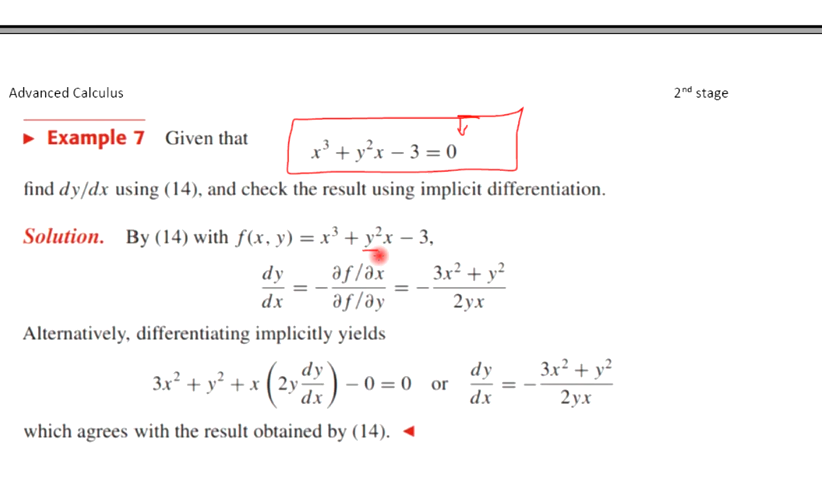 Advanced Calculus 2nd stage
► Example 7 Given that
x³ + y²x − 3 = 0
find dy/dx using (14), and check the result using implicit differentiation.
Solution. By (14) with f(x, y) = x³ + y²x − 3,
dy/dx = − (∂f/∂x)/(∂f/∂y) = − (3x² + y²)/(2yx)
Alternatively, differentiating implicitly yields
3x² + y² + x(2y dy/dx) − 0 = 0 or dy/dx = − (3x² + y²)/(2yx)
which agrees with the result obtained by (14). ◄